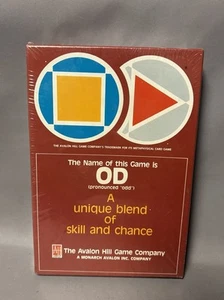 THE AVALON HILL GAME COMPANY'S TRADEMARK FOR ITS METAPHYSICAL CARD GAME
The Name of this Game is
OD
(pronounced 'odd')
A
unique blend
of
skill and chance
The Avalon Hill Game Company
A MONARCH AVALON INC. COMPANY